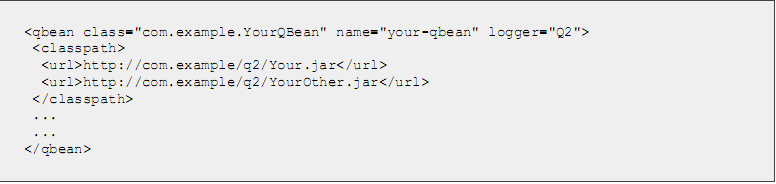 <qbean class="com.example.YourQBean" name="your-qbean" logger="Q2">
<classpath>
<url>http://com.example/q2/Your.jar</url>
<url>http://com.example/q2/YourOther.jar</url>
</classpath>
...
...
</qbean>